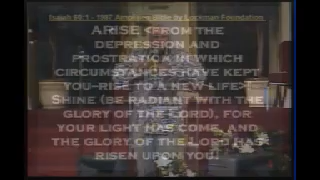 Isaiah 60:1 - 1987 Amplified Bible by Lockman Foundation
ARISE <FROM THE
DEPRESSION AND
PROSTRATION IN WHICH
CIRCUMSTANCES HAVE KEPT
YOU-RISE TO A NEW LIFE>!
SHINE (BE RADIANT WITH THE
GLORY OF THE LORD), FOR
YOUR LIGHT HAS COME, AND
THE GLORY OF THE LORD HAS
RISEN UPON YOU!